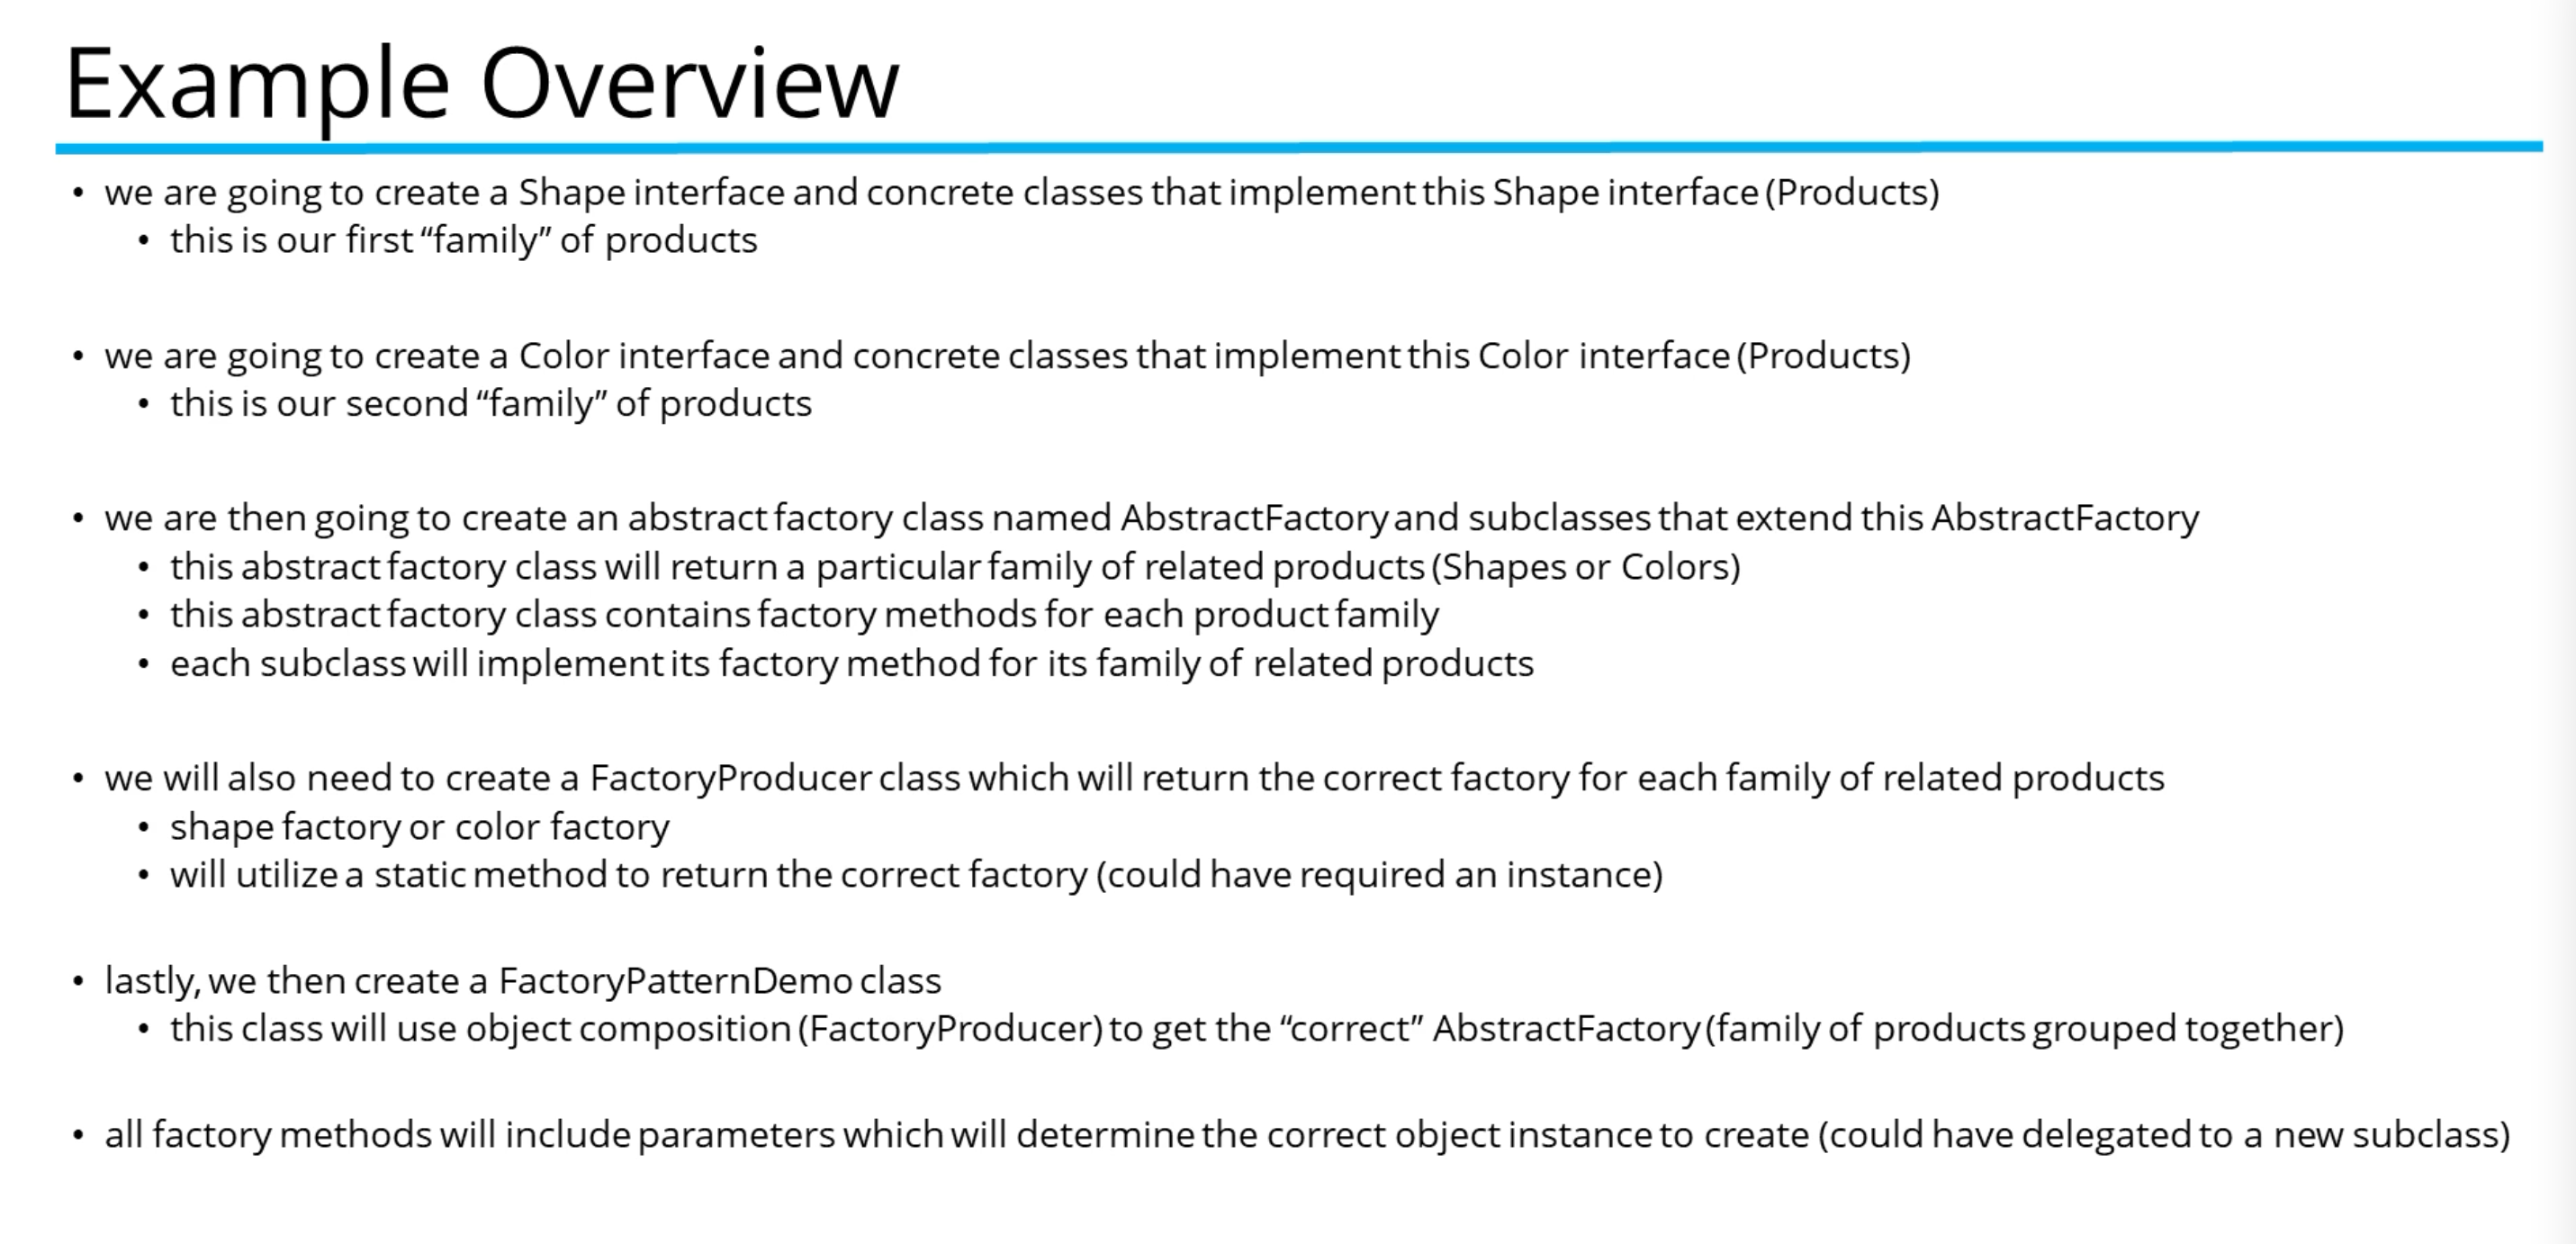 Example Overview
• we are going to create a Shape interface and concrete classes that implement this Shape interface (Products)
• this is our first “family” of products
• we are going to create a Color interface and concrete classes that implement this Color interface (Products)
• this is our second “family” of products
• we are then going to create an abstract factory class named AbstractFactory and subclasses that extend this AbstractFactory
• this abstract factory class will return a particular family of related products (Shapes or Colors)
• this abstract factory class contains factory methods for each product family
• each subclass will implement its factory method for its family of related products
• we will also need to create a FactoryProducer class which will return the correct factory for each family of related products
• shape factory or color factory
• will utilize a static method to return the correct factory (could have required an instance)
• lastly, we then create a FactoryPatternDemo class
• this class will use object composition (FactoryProducer) to get the “correct” AbstractFactory (family of products grouped together)
• all factory methods will include parameters which will determine the correct object instance to create (could have delegated to a new subclass)